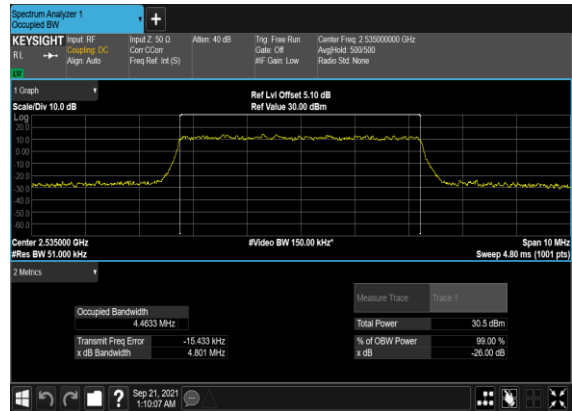 Spectrum Analyzer 1
Occupied BW
+
KEYSIGHT Input: RF Input Z: 50 Ω Atten: 40 dB Trig: Free Run Center Freq: 2.535000000 GHz
Coupling: DC Corr CCorr Gate: Off Avg|Hold: 500/500
RL Align: Auto Freq Ref: Int (S) #IF Gain: Low Radio Std: None
1 Graph
Ref Lvl Offset 5.10 dB
Scale/Div 10.0 dB Ref Value 30.00 dBm
Log
20.0
10.0
0.00
-10.0
-20.0
-30.0
-40.0
-50.0
-60.0
Center 2.535000 GHz #Video BW 150.00 kHz* Span 10 MHz
#Res BW 51.000 kHz Sweep 4.80 ms (1001 pts)
2 Metrics
Measure Trace Trace 1
Occupied Bandwidth
4.4633 MHz Total Power 30.5 dBm
Transmit Freq Error -15.433 kHz % of OBW Power 99.00 %
x dB Bandwidth 4.801 MHz x dB -26.00 dB
? Sep 21, 2021
1:10:07 AM